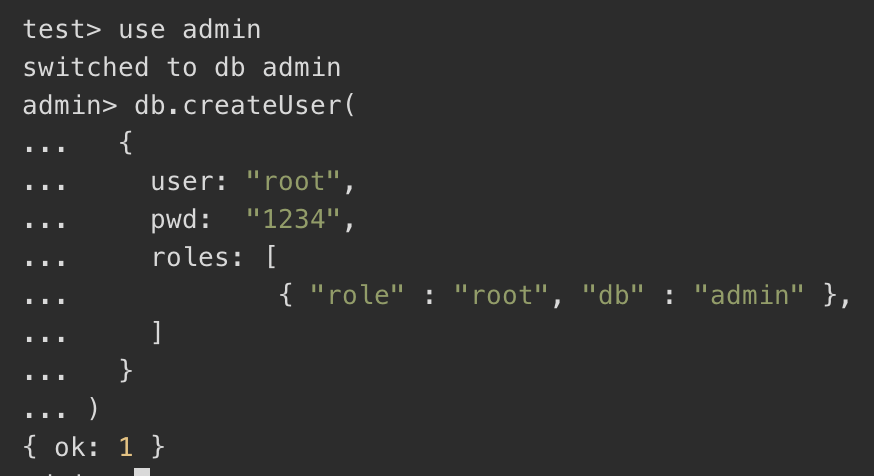 test> use admin
switched to db admin
admin> db.createUser(
...   {
...     user: "root",
...     pwd:  "1234",
...     roles: [
...             { "role" : "root", "db" : "admin" },
...     ]
...   }
... )
{ ok: 1 }